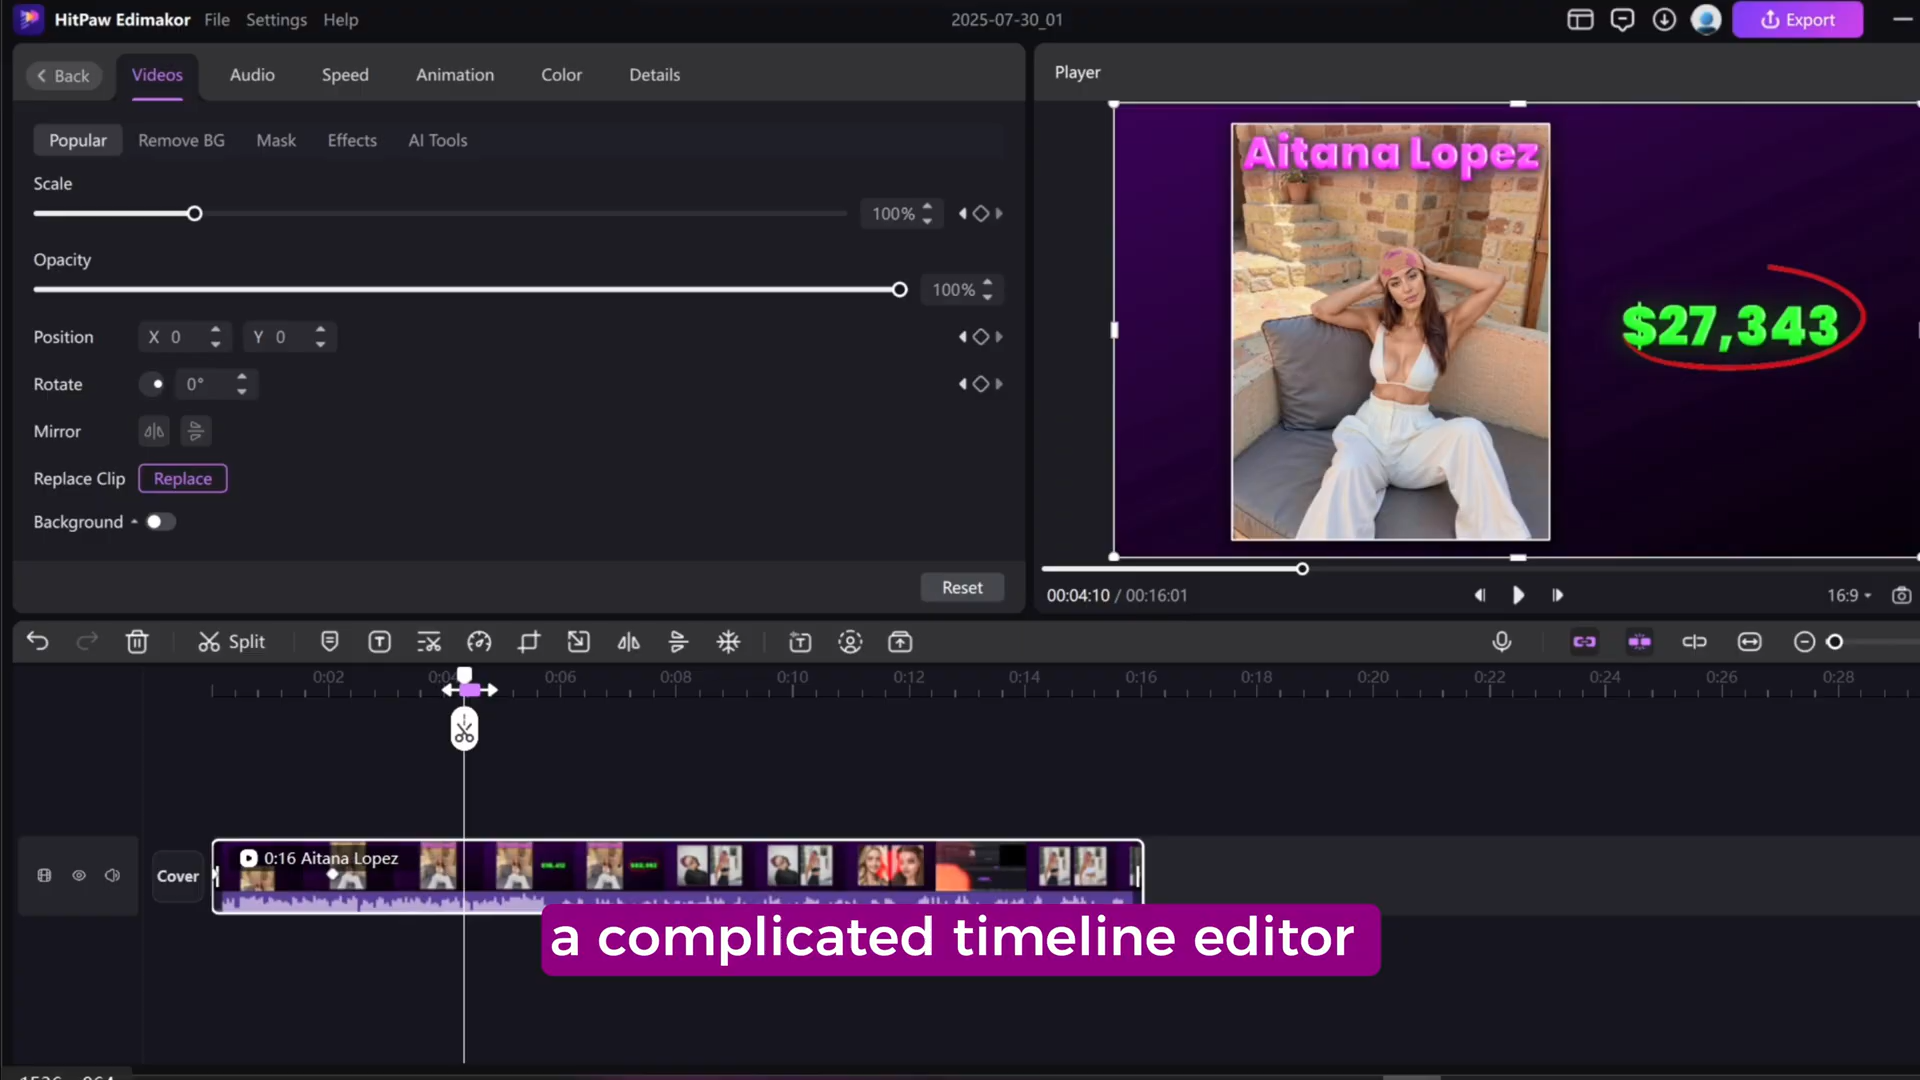 HitPaw Edimakor File Settings Help 2025-07-30_01 Export
Back Videos Audio Speed Animation Color Details Player
Popular Remove BG Mask Effects AI Tools
Aitana Lopez
Scale
100%
Opacity
100%
$27,343
Position X 0 Y 0
Rotate 0°
Mirror
Replace Clip Replace
Background
Reset
00:04:10 / 00:16:01 16:9
Split
0:02 0:06 0:08 0:10 0:12 0:14 0:16 0:18 0:20 0:22 0:24 0:26 0:28
0:16 Aitana Lopez
Cover
a complicated timeline editor